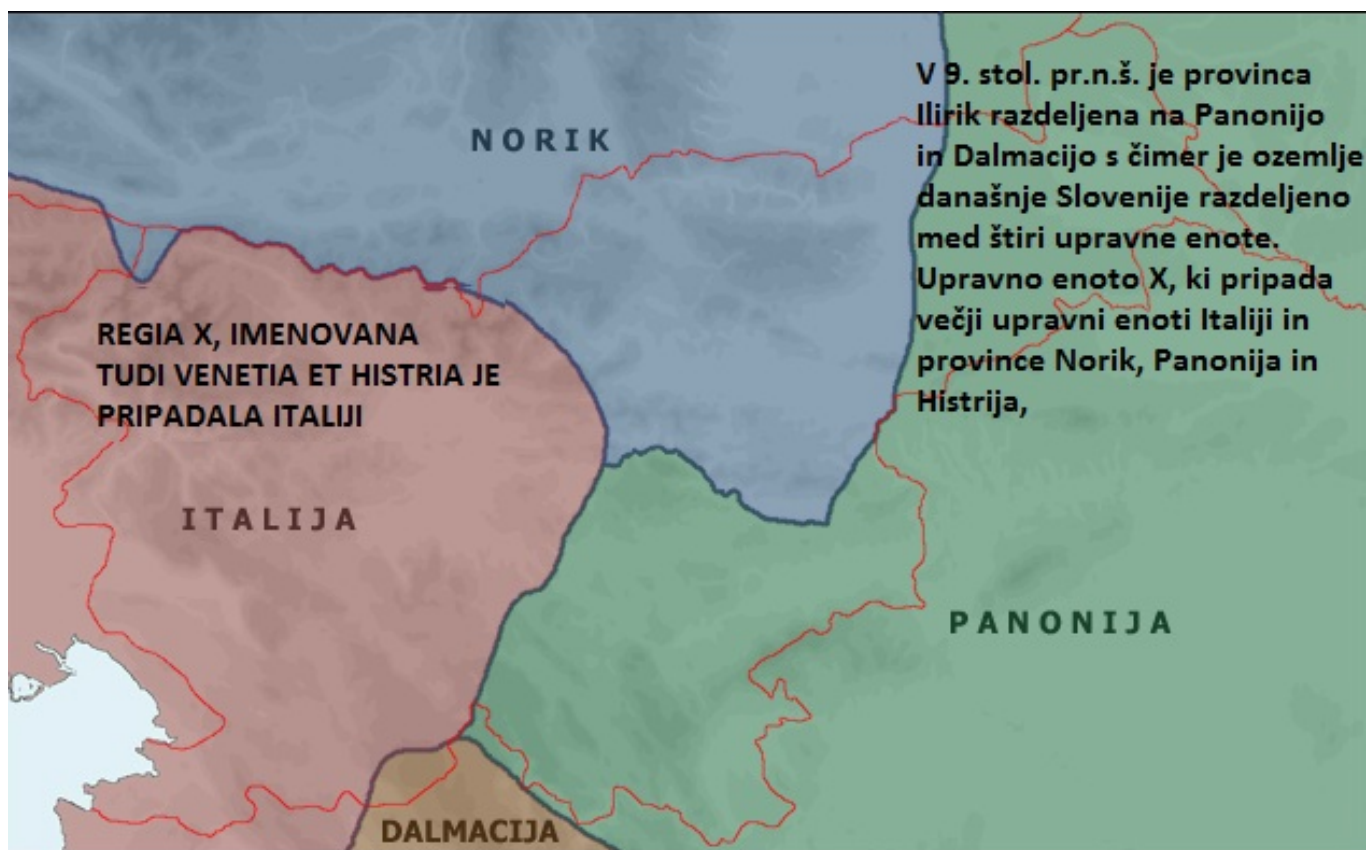 NORIK
V 9. stol. pr.n.š. je provinca
Ilirik razdeljena na Panonijo
in Dalmacijo s čimer je ozemlje
današnje Slovenije razdeljeno
med štiri upravne enote.
Upravno enoto X, ki pripada
večji upravni enoti Italiji in
province Norik, Panonija in
Histrija,
REGIA X, IMENOVANA
TUDI VENETIA ET HISTRIA JE
PRIPADALA ITALIJI
ITALIJA
PANONIJA
DALMACIJA